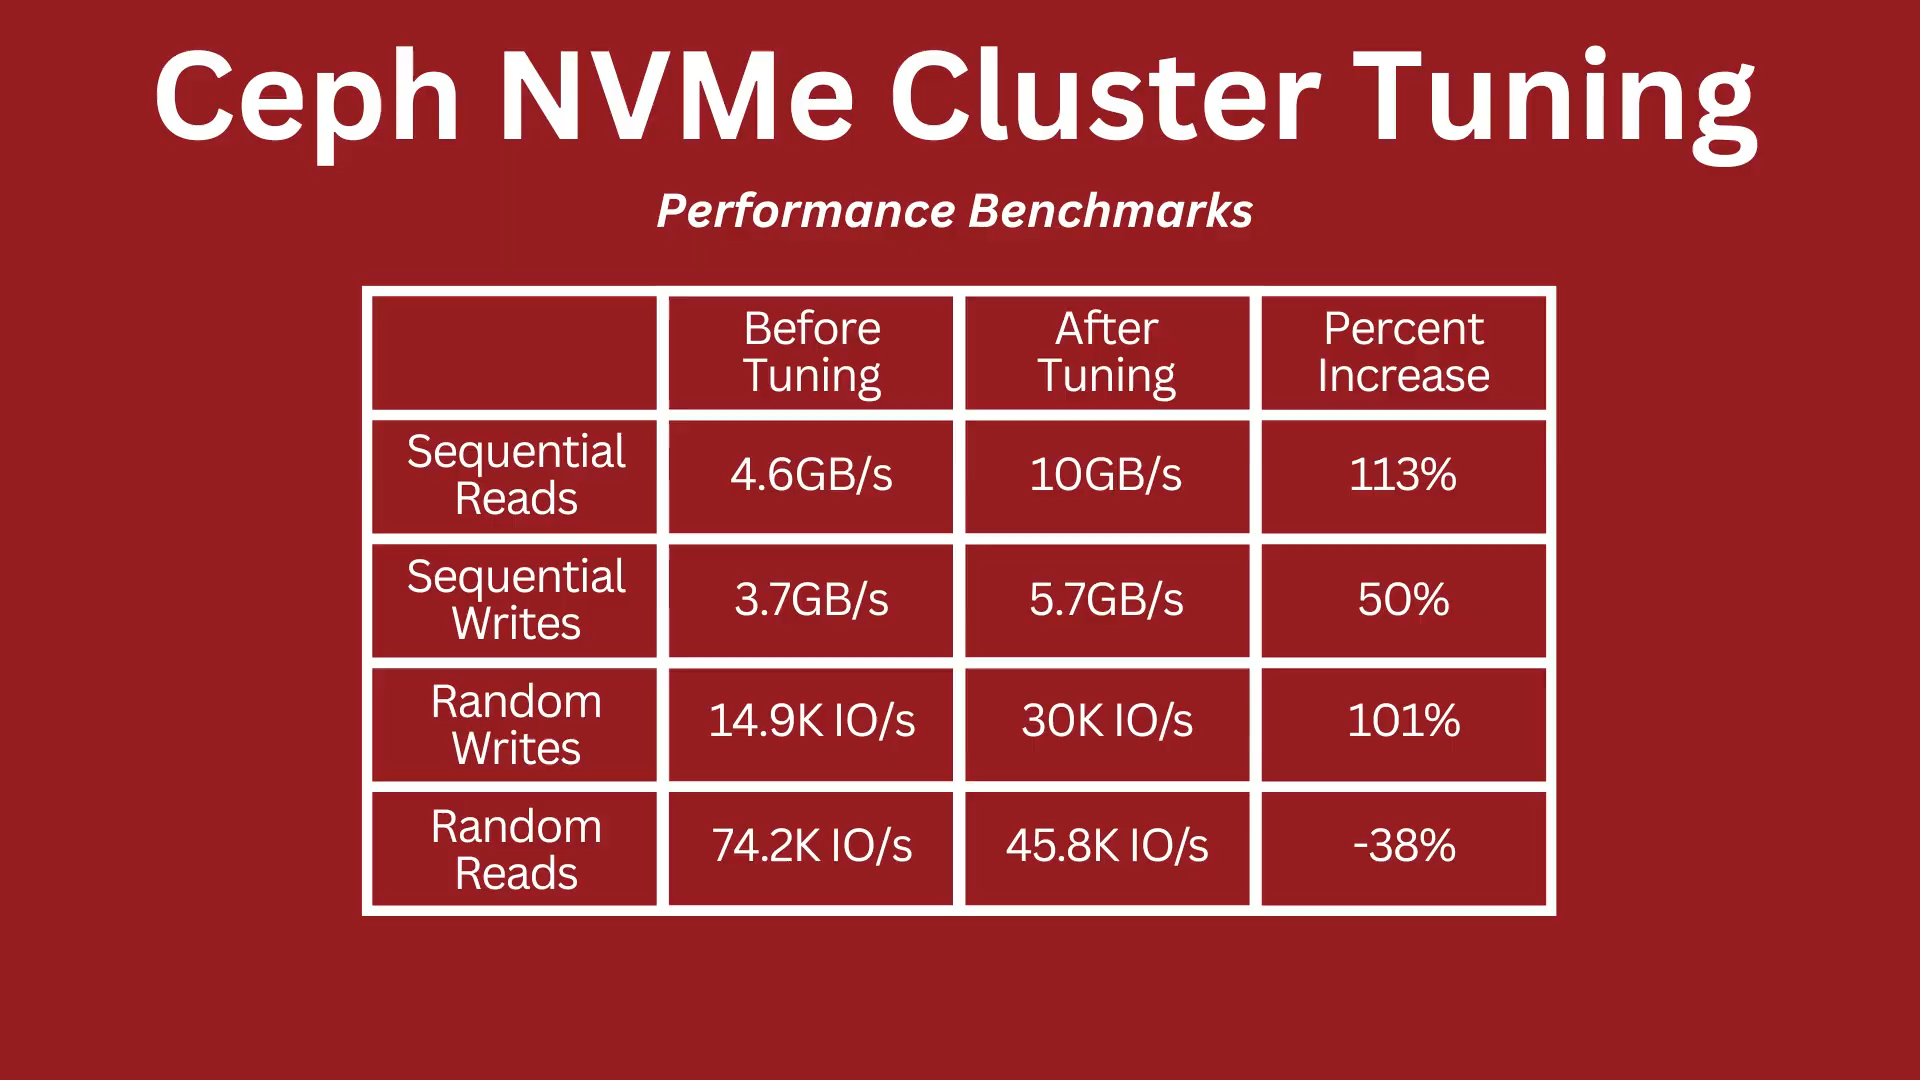 Ceph NVMe Cluster Tuning
Performance Benchmarks
Before Tuning
After Tuning
Percent Increase
Sequential Reads
4.6GB/s
10GB/s
113%
Sequential Writes
3.7GB/s
5.7GB/s
50%
Random Writes
14.9K IO/s
30K IO/s
101%
Random Reads
74.2K IO/s
45.8K IO/s
-38%